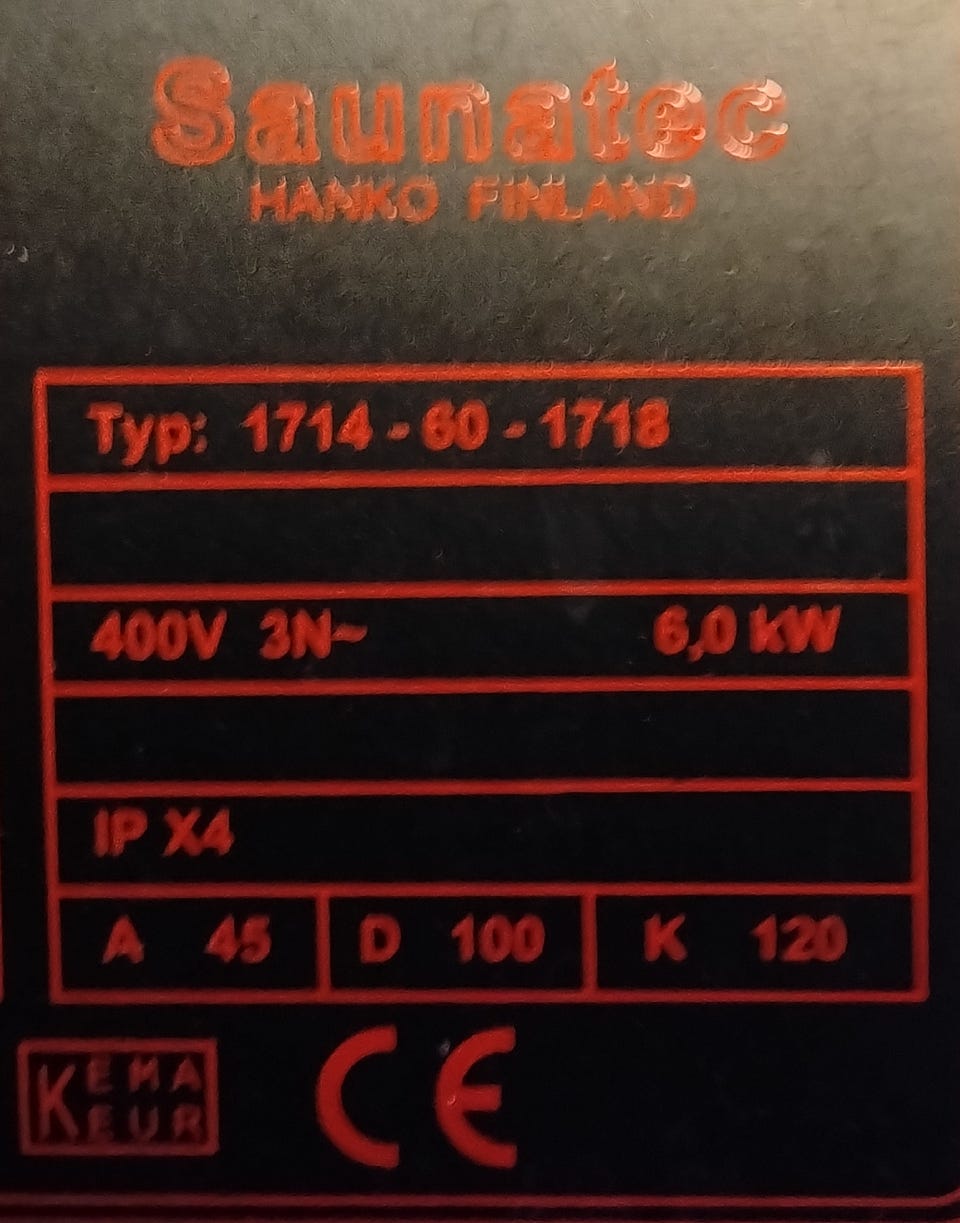 Saunatec
HANKO FINLAND
Typ: 1714 - 60 - 1718
400V 3N~ 6,0 kW
IP X4
A 45 D 100 K 120
KEMA
KEUR
CE